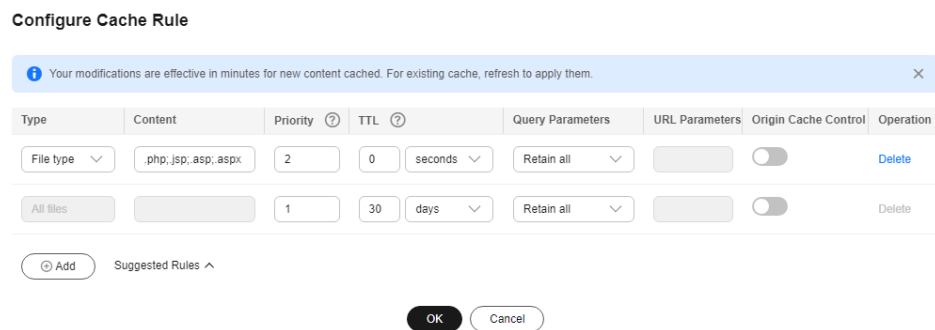 Configure Cache Rule
Your modifications are effective in minutes for new content cached. For existing cache, refresh to apply them.
Type Content Priority ? TTL ? Query Parameters URL Parameters Origin Cache Control Operation
File type .php;.jsp;.asp;.aspx 2 0 seconds Retain all Delete
All files 1 30 days Retain all Delete
Add Suggested Rules
OK Cancel